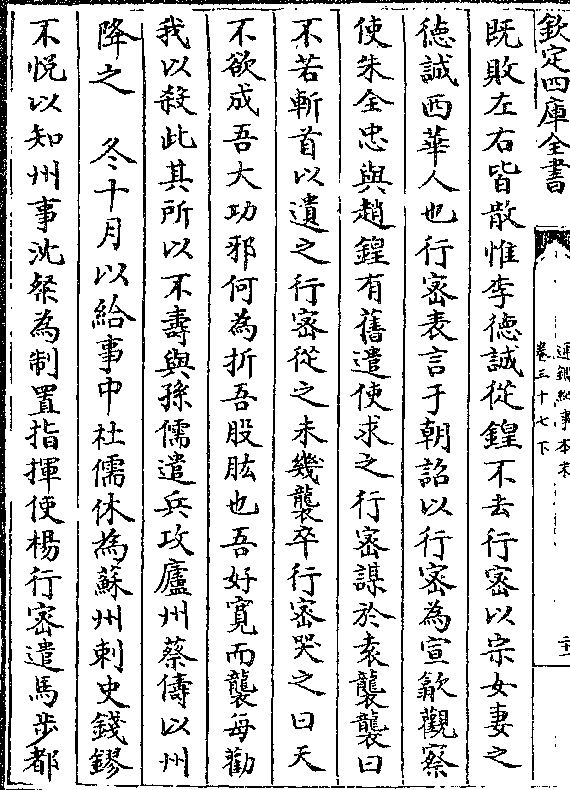 欽定四庫全書
通鑑紀事本末
卷三十七下
既敗左右皆散惟李徳誠從鍠不去行密以宗女妻之
徳誠西華人也行密表言于朝詔以行密為宣歙觀察
使朱全忠與趙鍠有舊遣使求之行密謀於袁襲襲曰
不若斬首以遺之行密從之未幾襲卒行密哭之曰天
不欲成吾大功邪何為折吾股肱也吾好寛而襲每勸
我以殺此其所以不壽與孫儒遣兵攻廬州蔡儔以州
降之　冬十月以給事中杜儒休為蘇州刺史錢鏐
不悦以知州事沈粲為制置指揮使楊行密遣馬步都